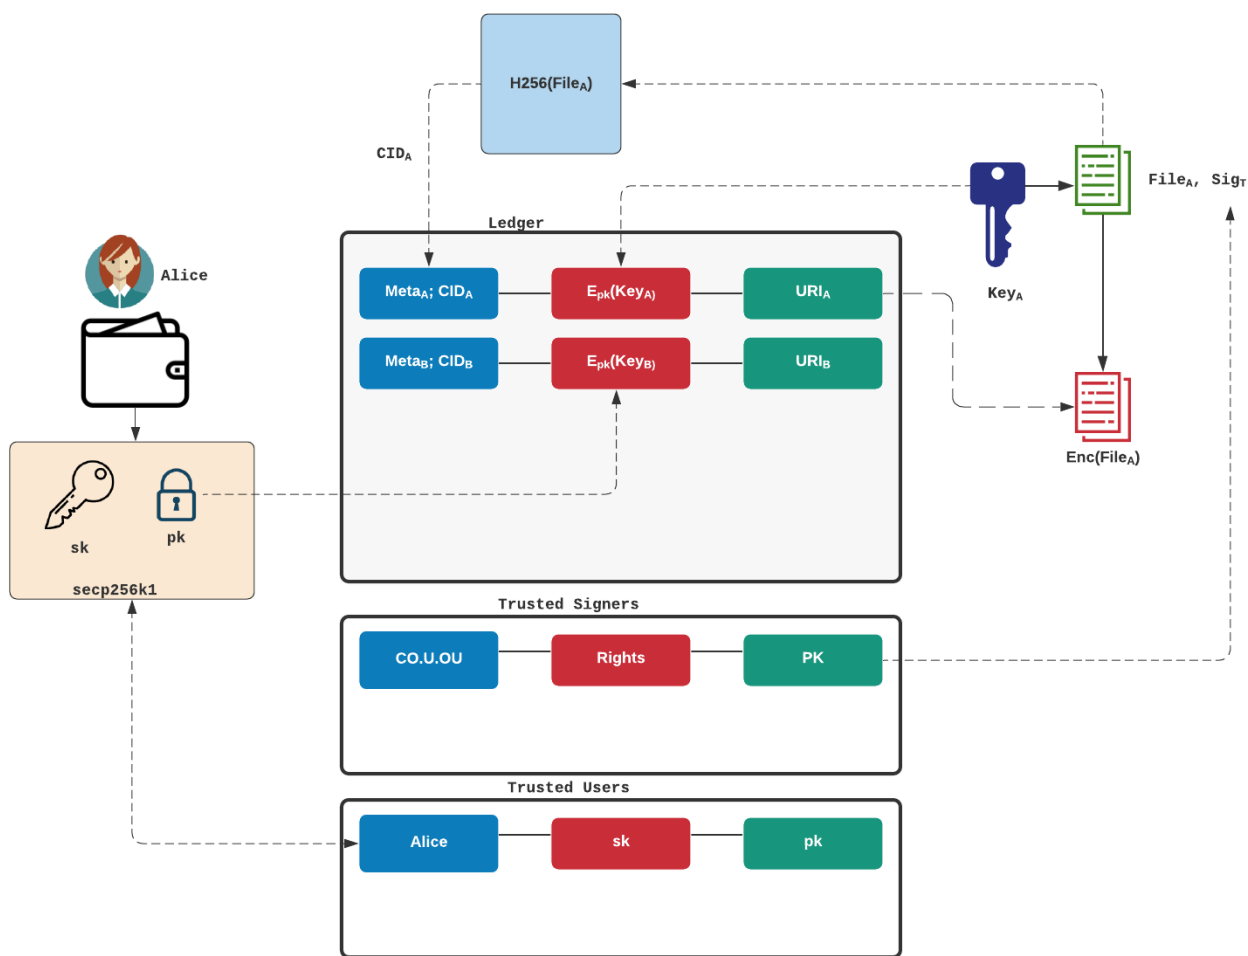 H256(FileA)
CIDA
FileA, SigT
KeyA
Ledger
Alice
MetaA; CIDA
Epk(KeyA)
URIA
MetaB; CIDB
Epk(KeyB)
URIB
Enc(FileA)
sk
pk
secp256k1
Trusted Signers
CO.U.OU
Rights
PK
Trusted Users
Alice
sk
pk